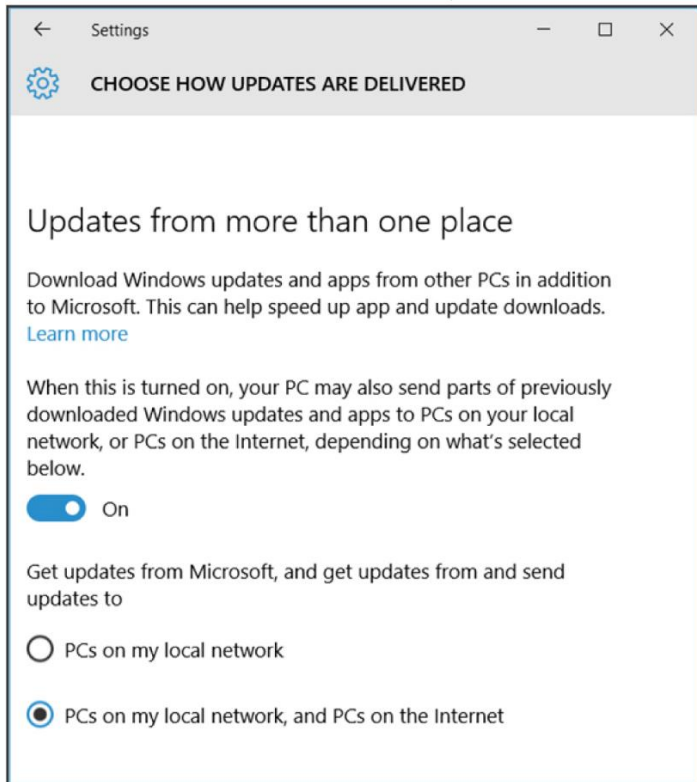 Settings
CHOOSE HOW UPDATES ARE DELIVERED
Updates from more than one place
Download Windows updates and apps from other PCs in addition
to Microsoft. This can help speed up app and update downloads.
Learn more
When this is turned on, your PC may also send parts of previously
downloaded Windows updates and apps to PCs on your local
network, or PCs on the Internet, depending on what's selected
below.
On
Get updates from Microsoft, and get updates from and send
updates to
PCs on my local network
PCs on my local network, and PCs on the Internet